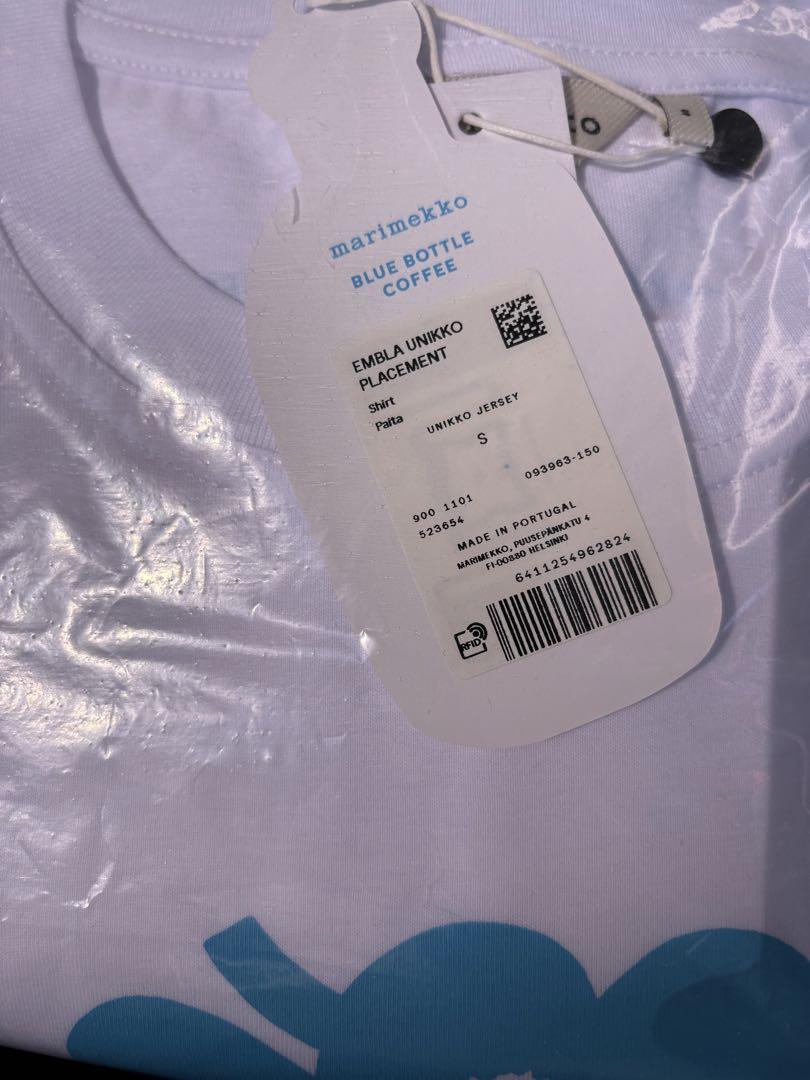 marimekko
BLUE BOTTLE
COFFEE
EMBLA UNIKKO
PLACEMENT
Shirt
Paita
UNIKKO JERSEY
S
093963-150
900 1101
523654
MADE IN PORTUGAL
MARIMEKKO, PUUSEPÄNKATU 4
FI-00880 HELSINKI
6411254962824
RFID